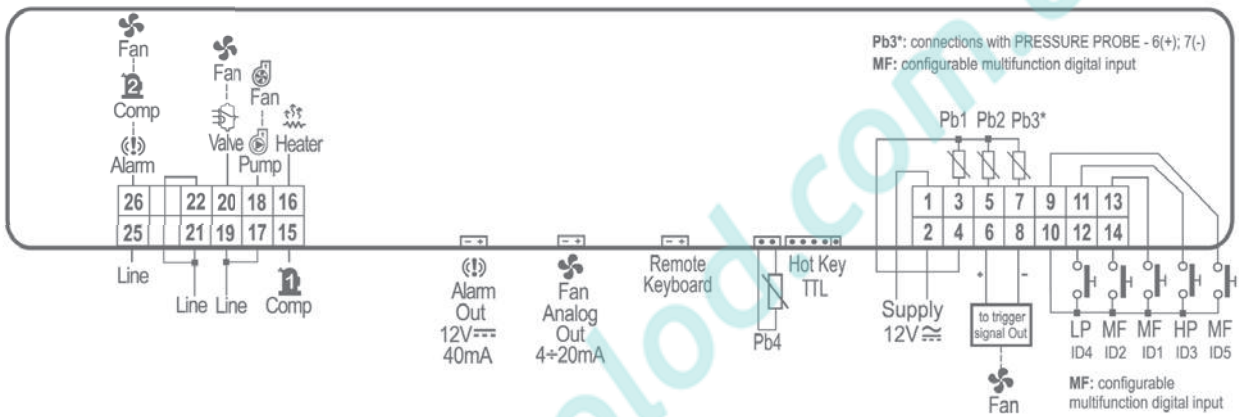 Fan
Comp
Alarm
Fan
Valve
Fan
Pump
Heater
Pb3*: connections with PRESSURE PROBE - 6(+); 7(-)
MF: configurable multifunction digital input
Pb1 Pb2 Pb3*
26 22 20 18 16
25 21 19 17 15
1 3 5 7 9 11 13
2 4 6 8 10 12 14
Line
Line Line
1
Comp
2
- +
Alarm
Out
12V
40mA
- +
Fan
Analog
Out
4÷20mA
- +
Remote
Keyboard
Pb4
Hot Key
TTL
Supply
12V
+ -
to trigger
signal Out
Fan
LP MF MF HP MF
ID4 ID2 ID1 ID3 ID5
MF: configurable
multifunction digital input
olod.com